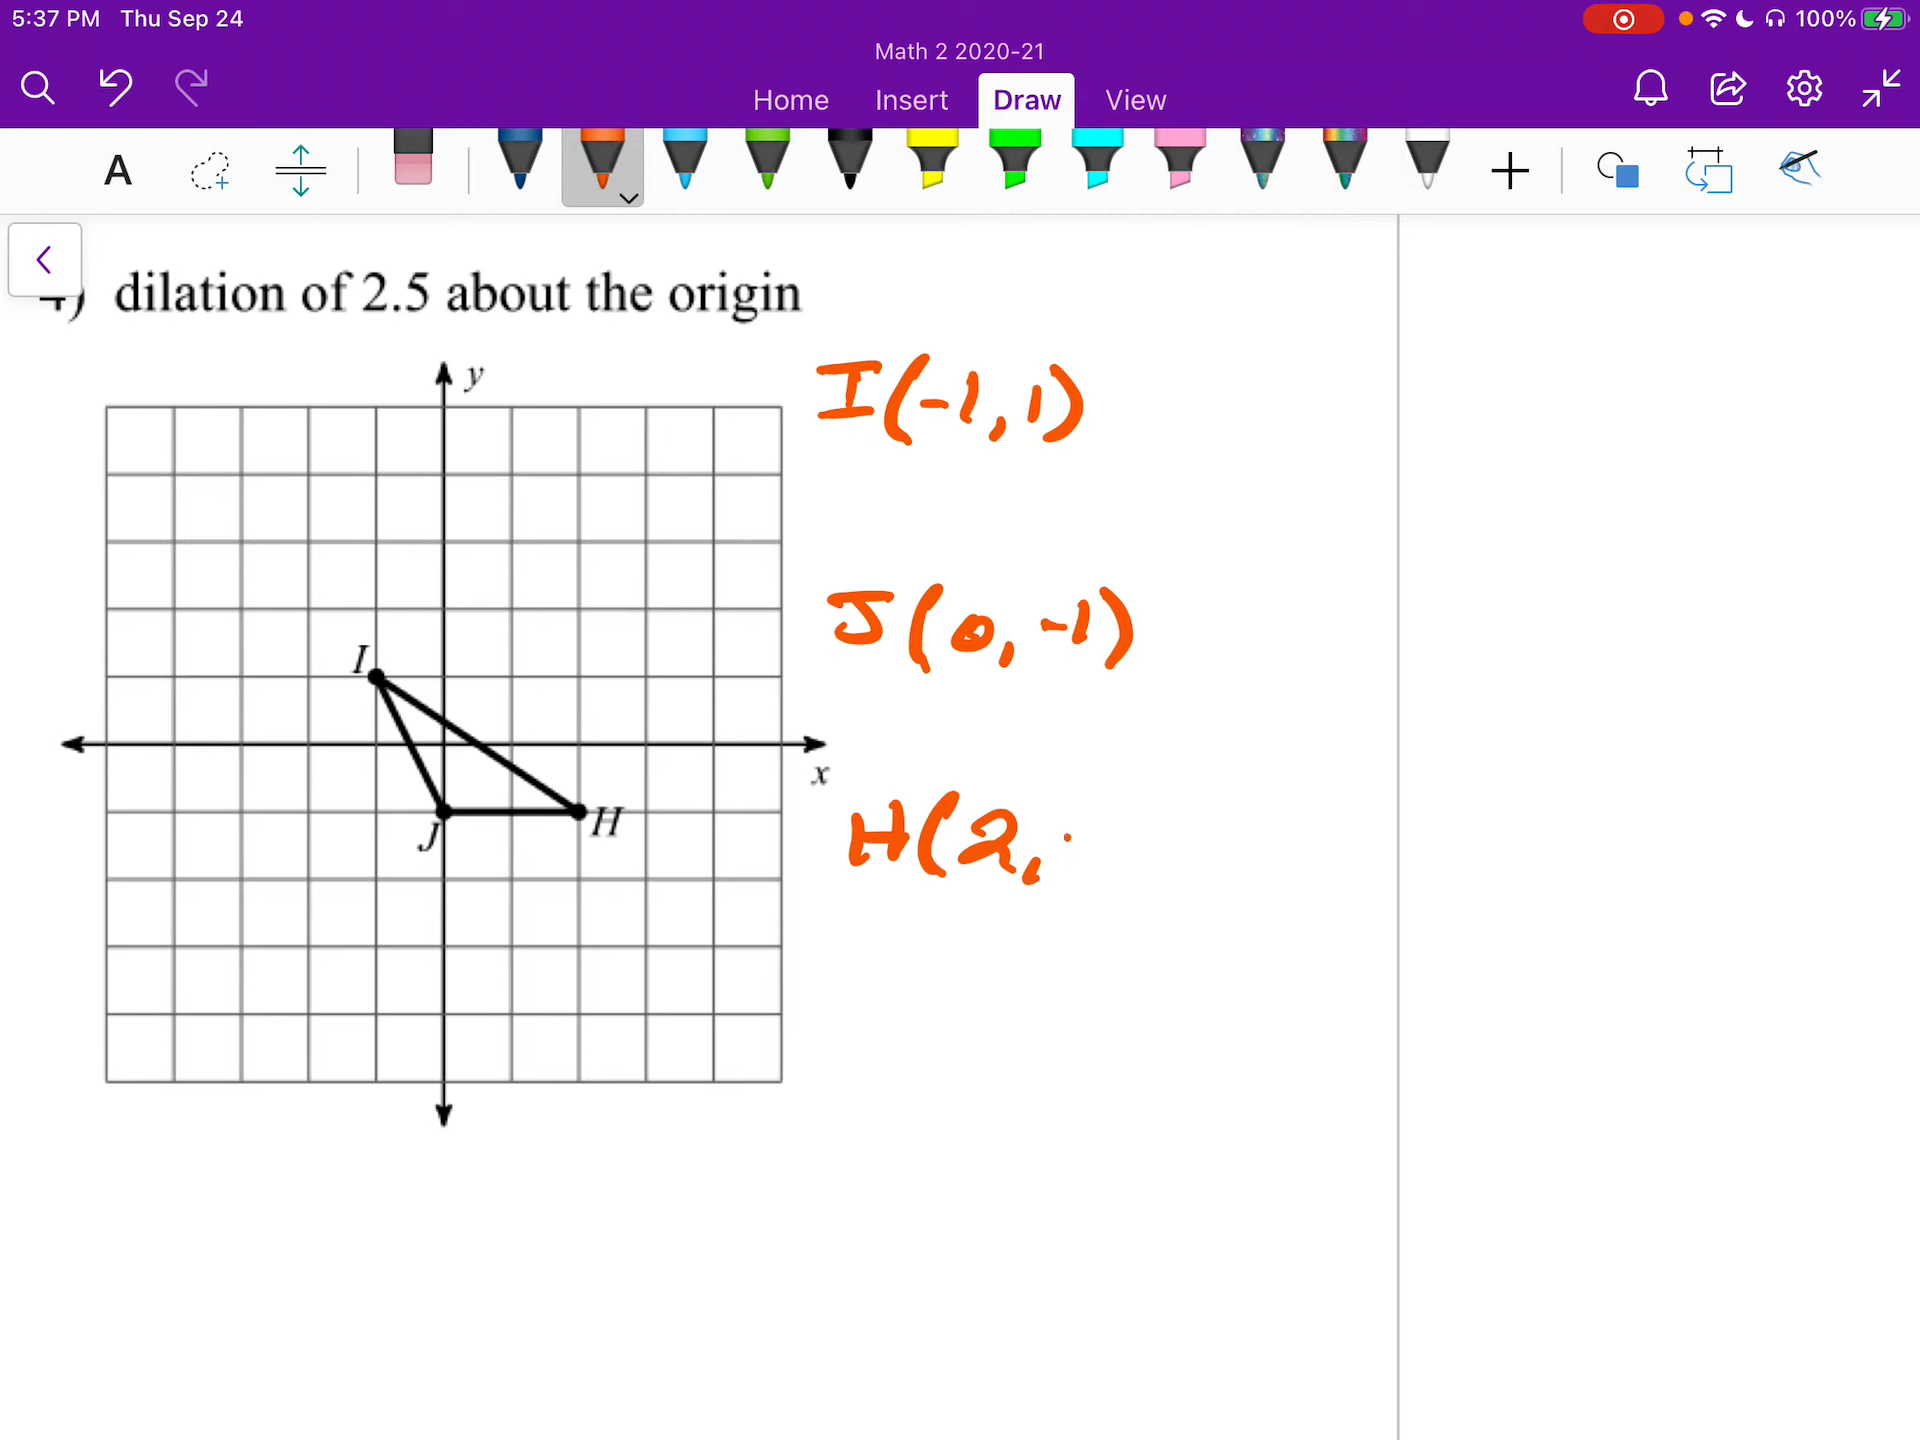 5:37 PM Thu Sep 24
100%
Math 2 2020-21
Home Insert Draw View
A
4) dilation of 2.5 about the origin
y
I(-1,1)
J(0,-1)
I
x
J
H
H(2,